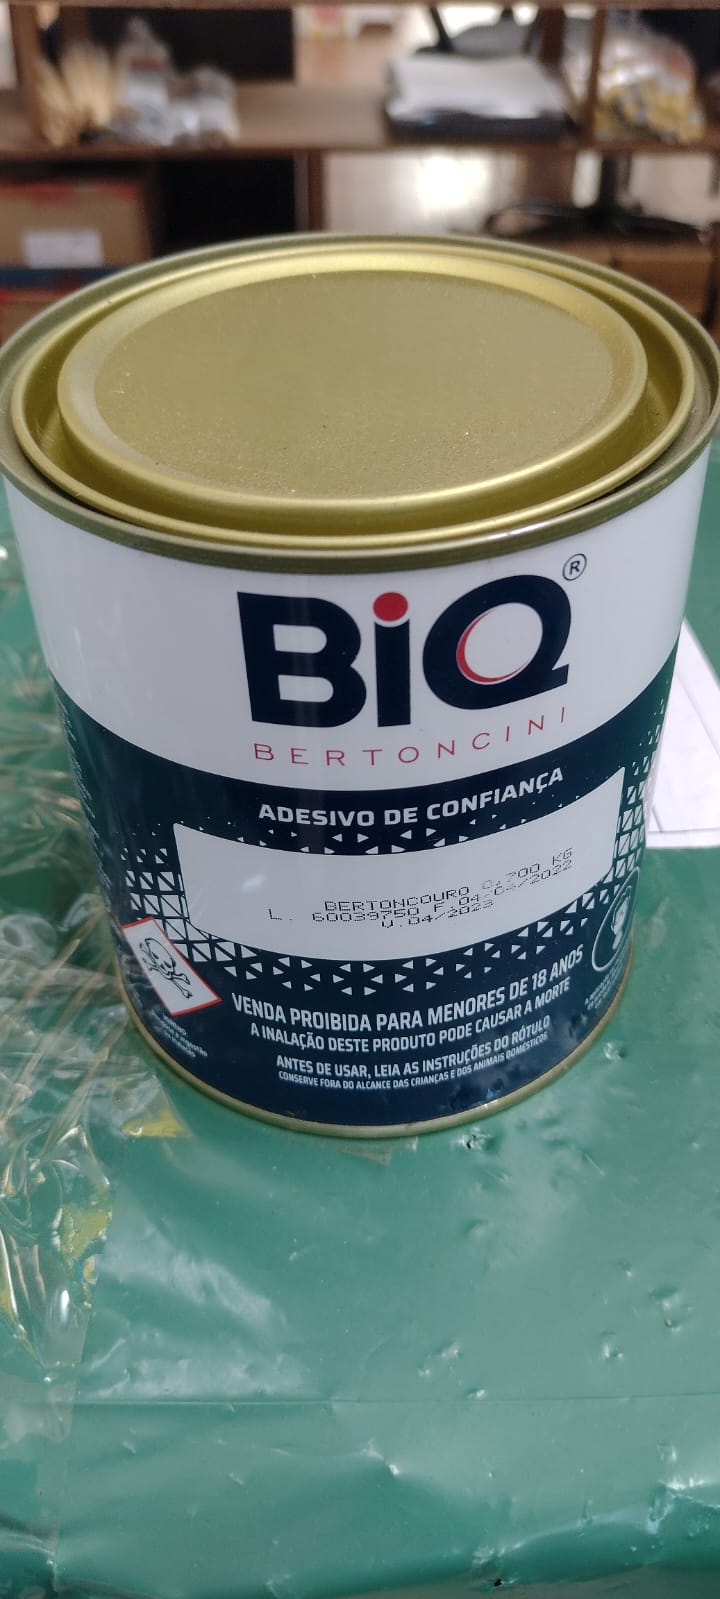 BiQ®
BERTONCINI
ADESIVO DE CONFIANÇA
BERTONCOURO 0,700 KG
L. 60039750 F.04/04/2022
V.04/2023
VENDA PROIBIDA PARA MENORES DE 18 ANOS
A INALAÇÃO DESTE PRODUTO PODE CAUSAR A MORTE
ANTES DE USAR, LEIA AS INSTRUÇÕES DO RÓTULO
CONSERVE FORA DO ALCANCE DAS CRIANÇAS E DOS ANIMAIS DOMÉSTICOS